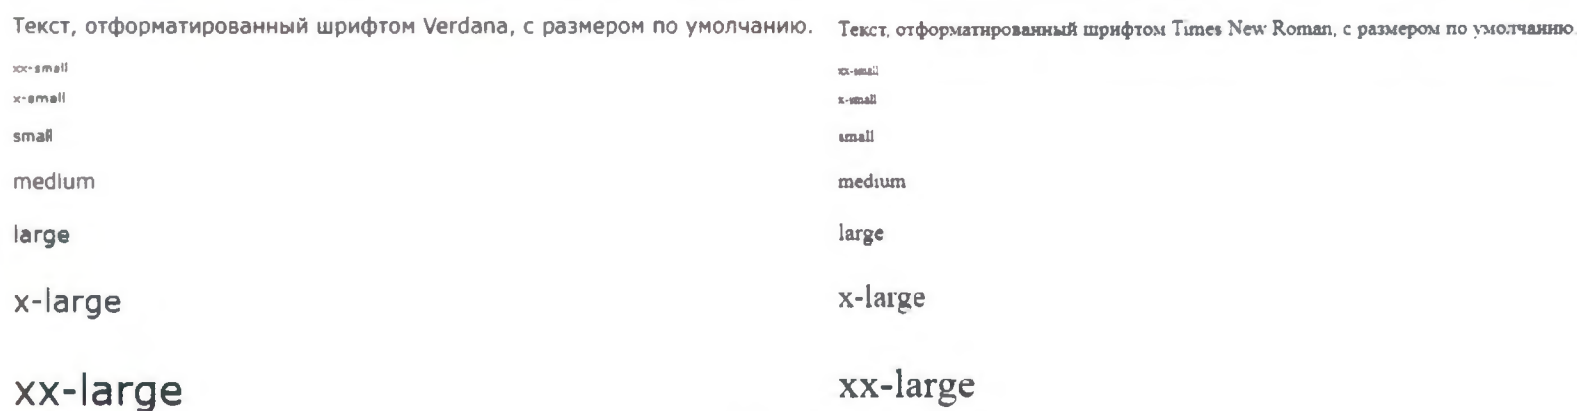 Текст, отформатированный шрифтом Verdana, с размером по умолчанию.
xx-small
x-small
small
medium
large
x-large
xx-large
Текст, отформатированный шрифтом Times New Roman, с размером по умолчанию.
xx-small
x-small
small
medium
large
x-large
xx-large